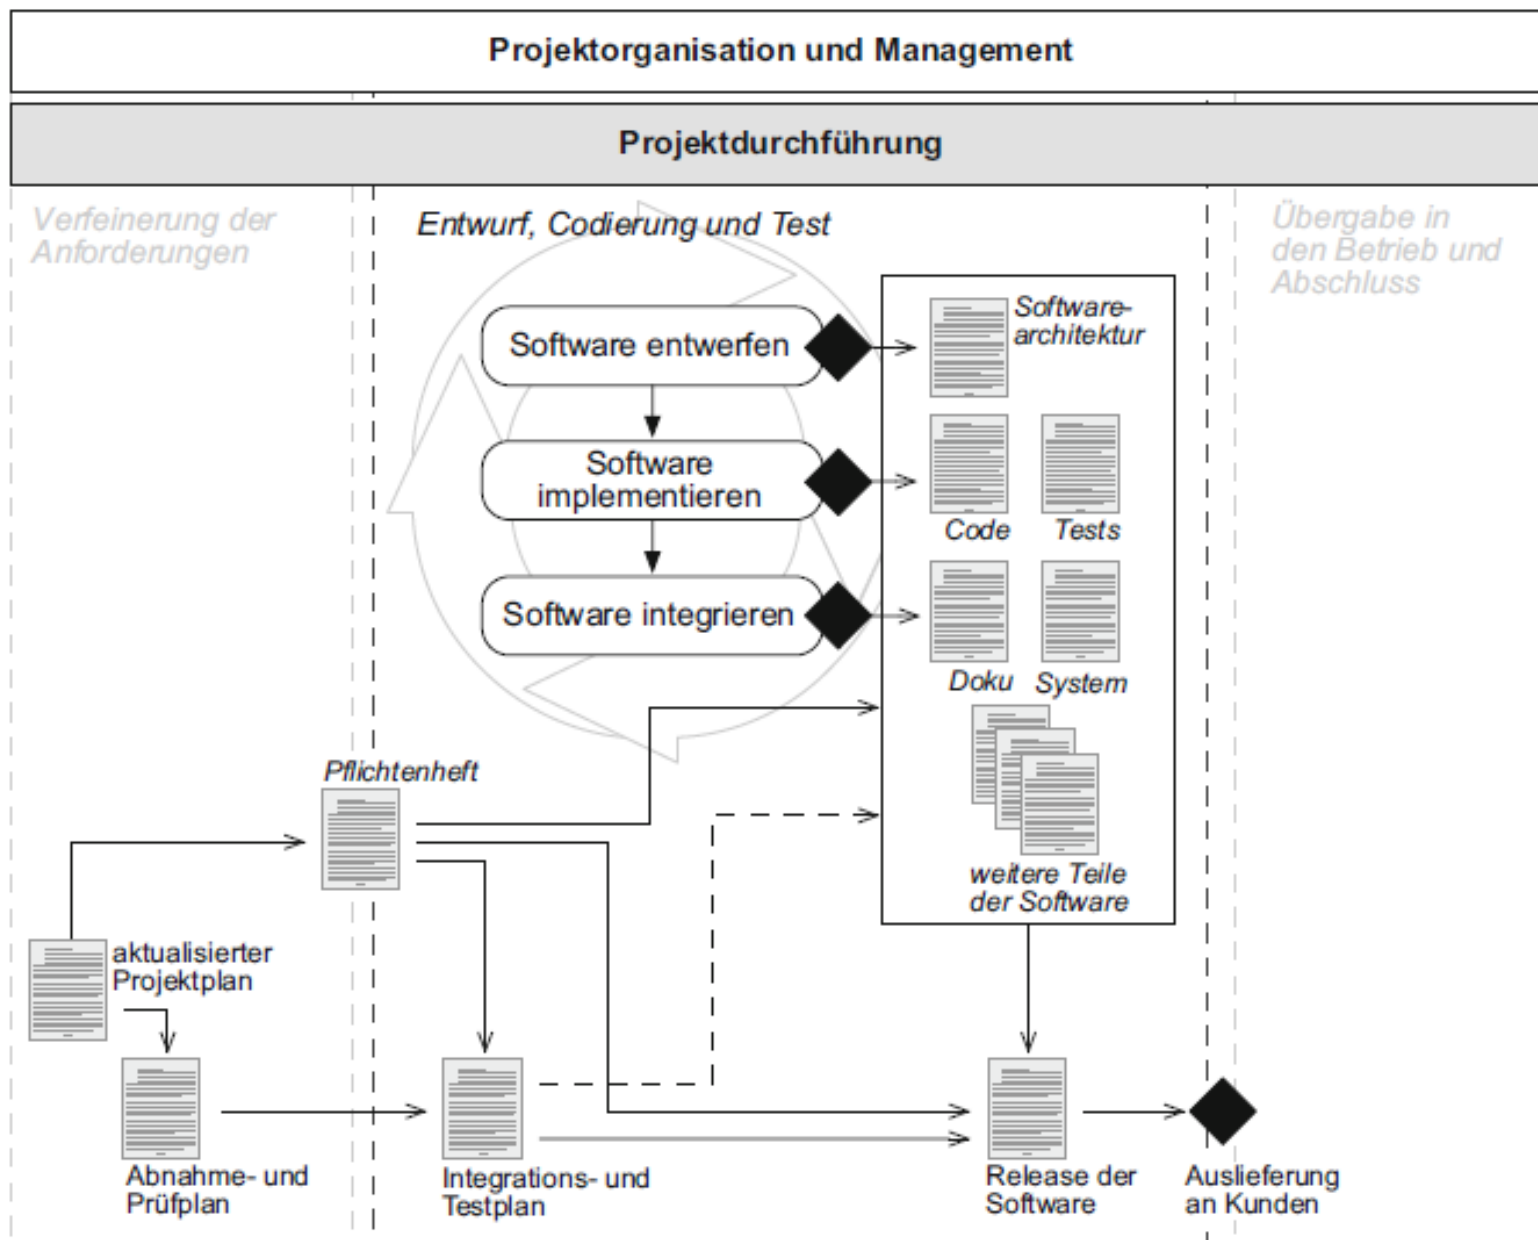 Projektorganisation und Management
Projektdurchführung
Verfeinerung der
Anforderungen
Entwurf, Codierung und Test
Übergabe in
den Betrieb und
Abschluss
Software entwerfen
Software-
architektur
Software
implementieren
Code
Tests
Software integrieren
Doku
System
weitere Teile
der Software
Pflichtenheft
aktualisierter
Projektplan
Abnahme- und
Prüfplan
Integrations- und
Testplan
Release der
Software
Auslieferung
an Kunden